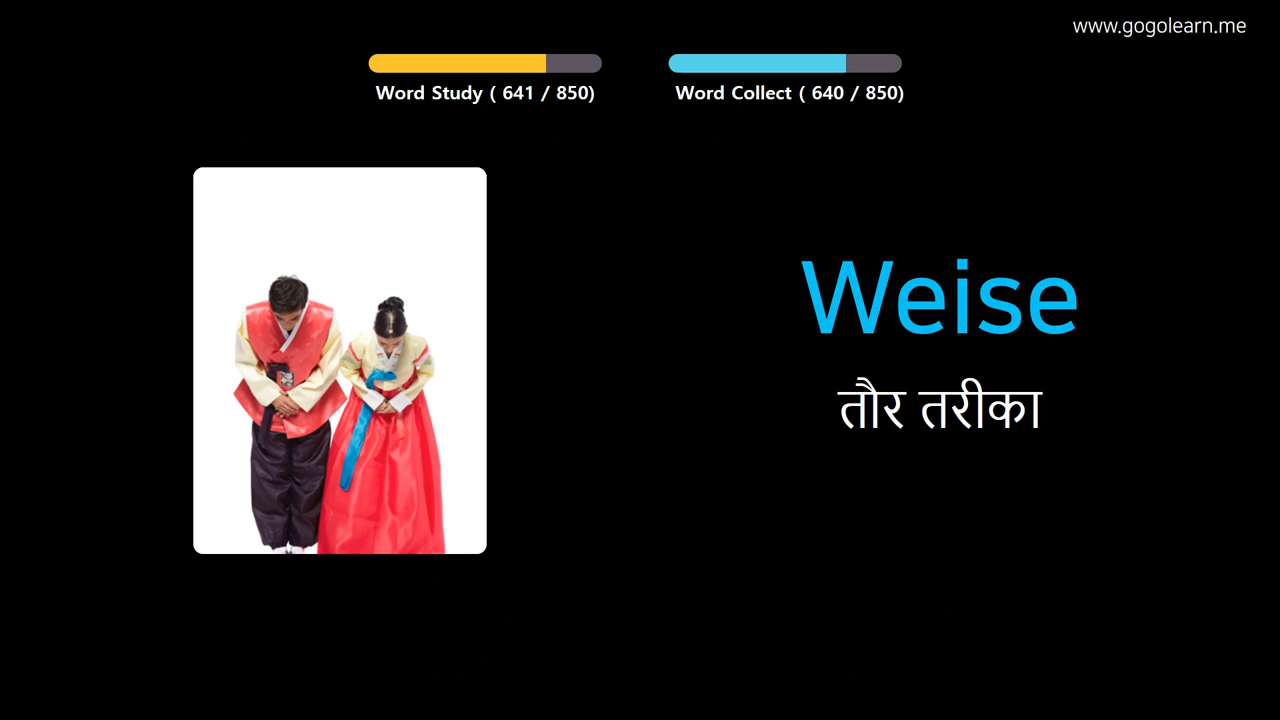 www.gogolearn.me
Word Study ( 641 / 850)
Word Collect ( 640 / 850)
Weise
तौर तरीका